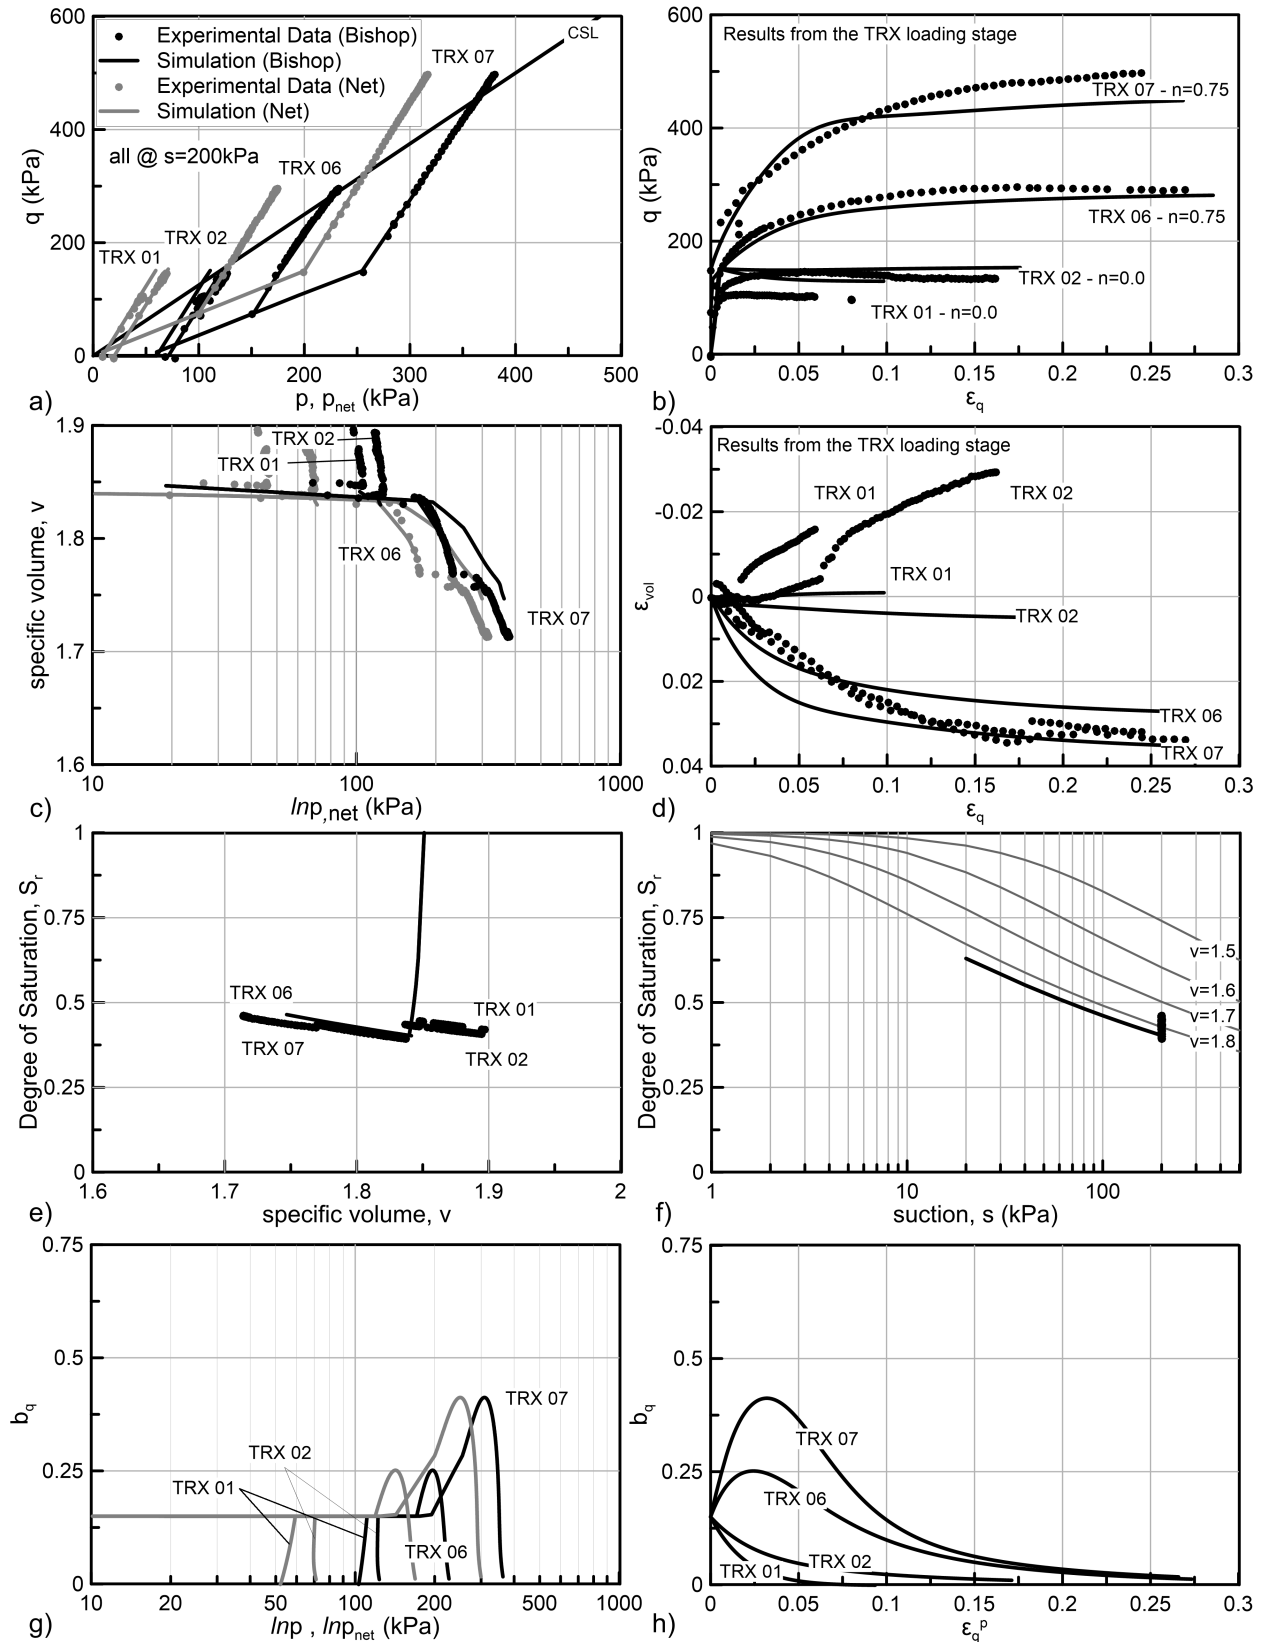 600
400
200
0
q (kPa)
Experimental Data (Bishop)
Simulation (Bishop)
Experimental Data (Net)
Simulation (Net)
all @ s=200kPa
CSL
TRX 07
TRX 06
TRX 02
TRX 01
0 100 200 300 400 500
a)
p, pnet (kPa)
600
400
200
0
q (kPa)
Results from the TRX loading stage
TRX 07 - n=0.75
TRX 06 - n=0.75
TRX 02 - n=0.0
TRX 01 - n=0.0
0 0.05 0.1 0.15 0.2 0.25 0.3
b)
εq
1.9
1.8
1.7
1.6
specific volume, v
TRX 02
TRX 01
TRX 06
TRX 07
10 100 1000
c)
lnp,net (kPa)
-0.04
-0.02
0
0.02
0.04
εvol
Results from the TRX loading stage
TRX 01
TRX 02
TRX 01
TRX 02
TRX 06
TRX 07
0 0.05 0.1 0.15 0.2 0.25 0.3
d)
εq
1
0.75
0.5
0.25
0
Degree of Saturation, Sr
TRX 06
TRX 01
TRX 07
TRX 02
1.6 1.7 1.8 1.9 2
e)
specific volume, v
1
0.75
0.5
0.25
0
Degree of Saturation, Sr
v=1.5
v=1.6
v=1.7
v=1.8
1 10 100
f)
suction, s (kPa)
0.75
0.5
0.25
0
bq
TRX 07
TRX 02
TRX 01
TRX 06
10 20 50 100 200 500 1000
g)
lnp , lnpnet (kPa)
0.75
0.5
0.25
0
bq
TRX 07
TRX 06
TRX 02
TRX 01
0 0.05 0.1 0.15 0.2 0.25 0.3
h)
εqp